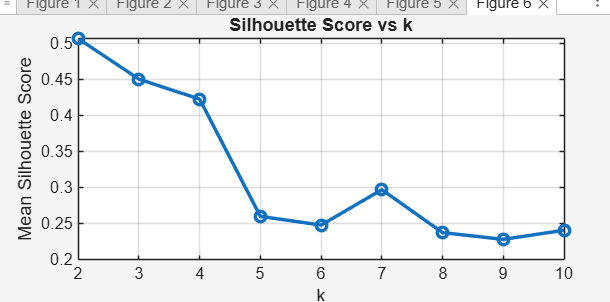 Figure 1 × Figure 2 × Figure 3 × Figure 4 × Figure 5 × Figure 6 ×
Silhouette Score vs k
Mean Silhouette Score
0.5
0.45
0.4
0.35
0.3
0.25
0.2
2 3 4 5 6 7 8 9 10
k